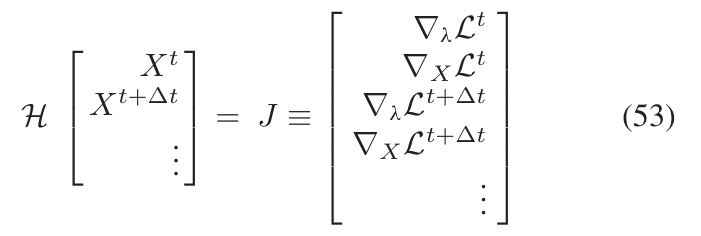 \mathcal{H} \begin{bmatrix} X^{t} \\ X^{t+\Delta t} \\ \vdots \end{bmatrix} = J \equiv \begin{bmatrix} \nabla_{\lambda} \mathcal{L}^{t} \\ \nabla_{X} \mathcal{L}^{t} \\ \nabla_{\lambda} \mathcal{L}^{t+\Delta t} \\ \nabla_{X} \mathcal{L}^{t+\Delta t} \\ \vdots \end{bmatrix} (53)